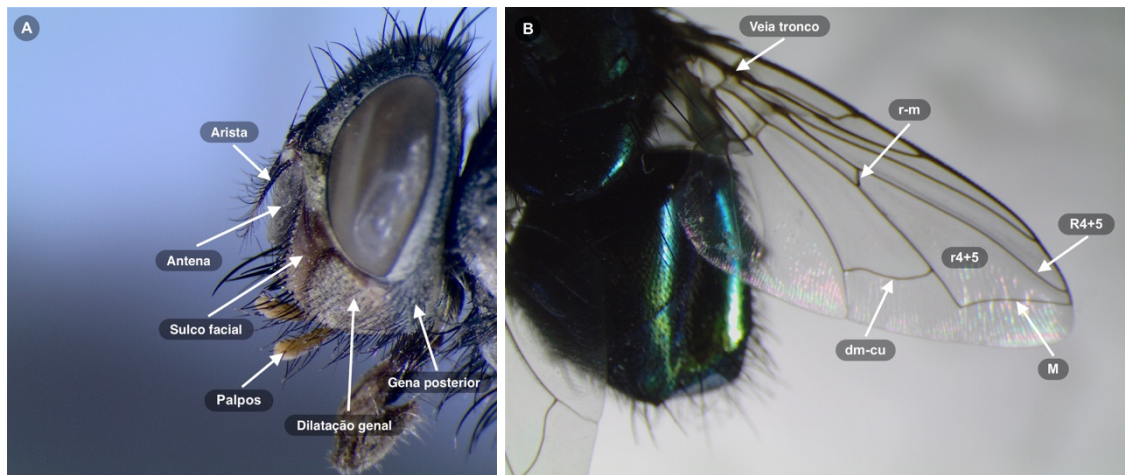 A
Arista
Antena
Sulco facial
Palpos
Dilatação genal
Gena posterior
B
Veia tronco
r-m
R4+5
r4+5
dm-cu
M